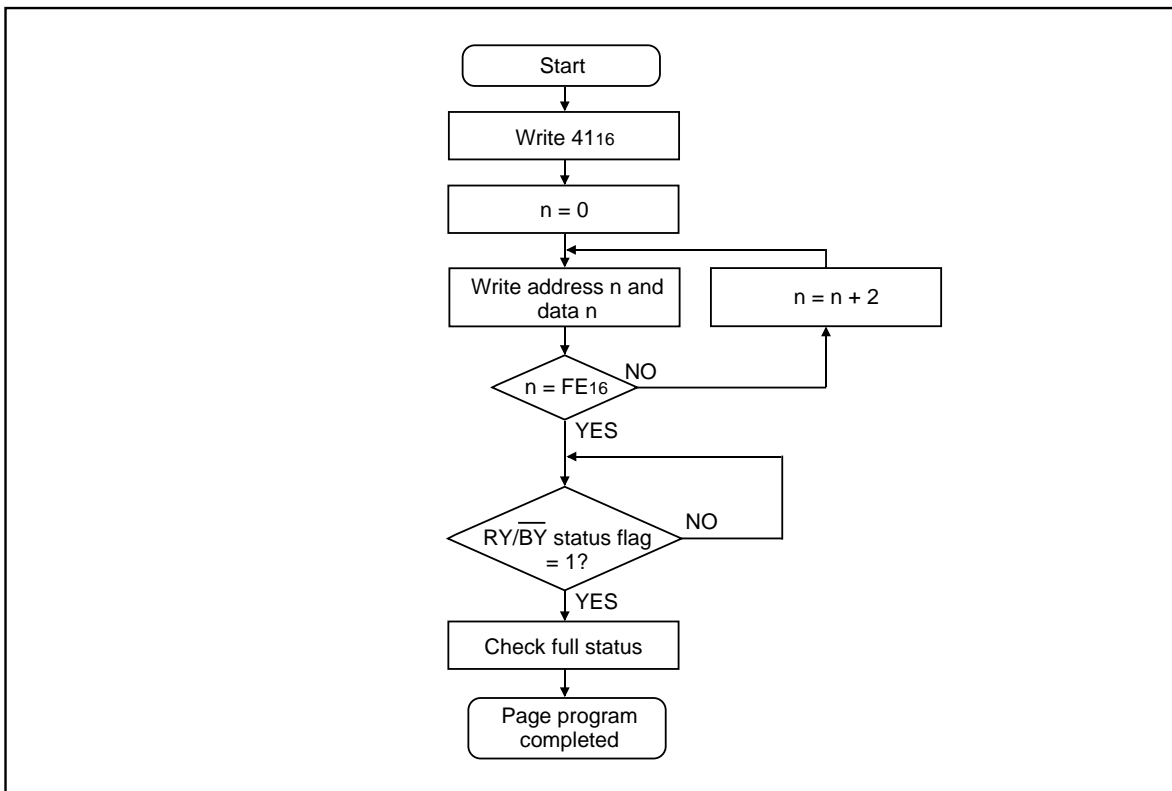 Start
Write 4116
n = 0
Write address n and
data n
n = n + 2
n = FE16
NO
YES
RY/B̅Y̅ status flag
= 1?
NO
YES
Check full status
Page program
completed